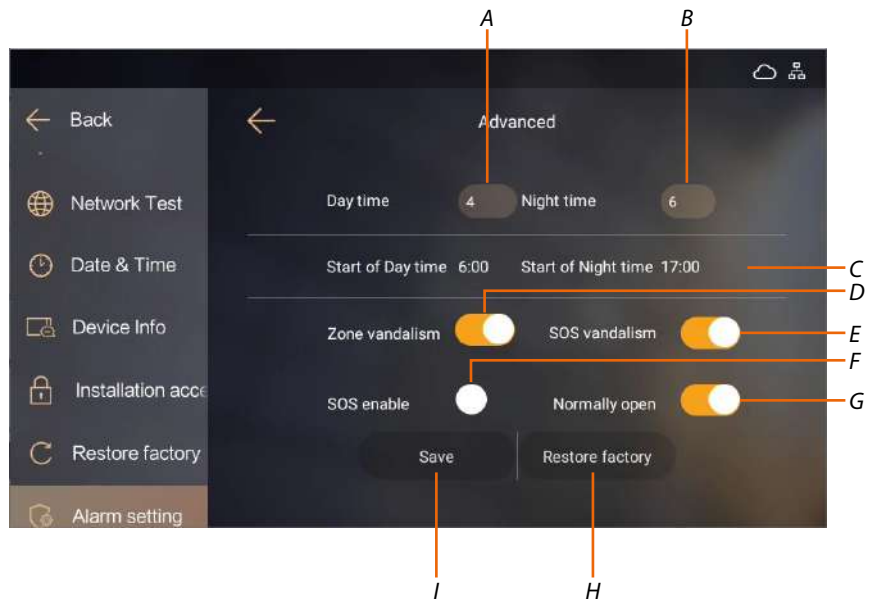 A
B
Back
Advanced
Network Test
Day time 4 Night time 6
Date & Time
Start of Day time 6:00 Start of Night time 17:00
C
D
Device Info
Zone vandalism
SOS vandalism
E
F
Installation acce
SOS enable
Normally open
G
Restore factory
Save
Restore factory
Alarm setting
I
H